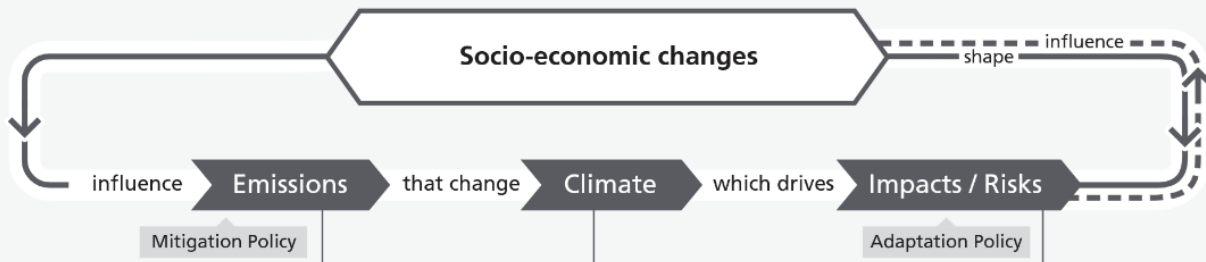 Socio-economic changes
influence
shape
influence Emissions that change Climate which drives Impacts / Risks
Mitigation Policy
Adaptation Policy